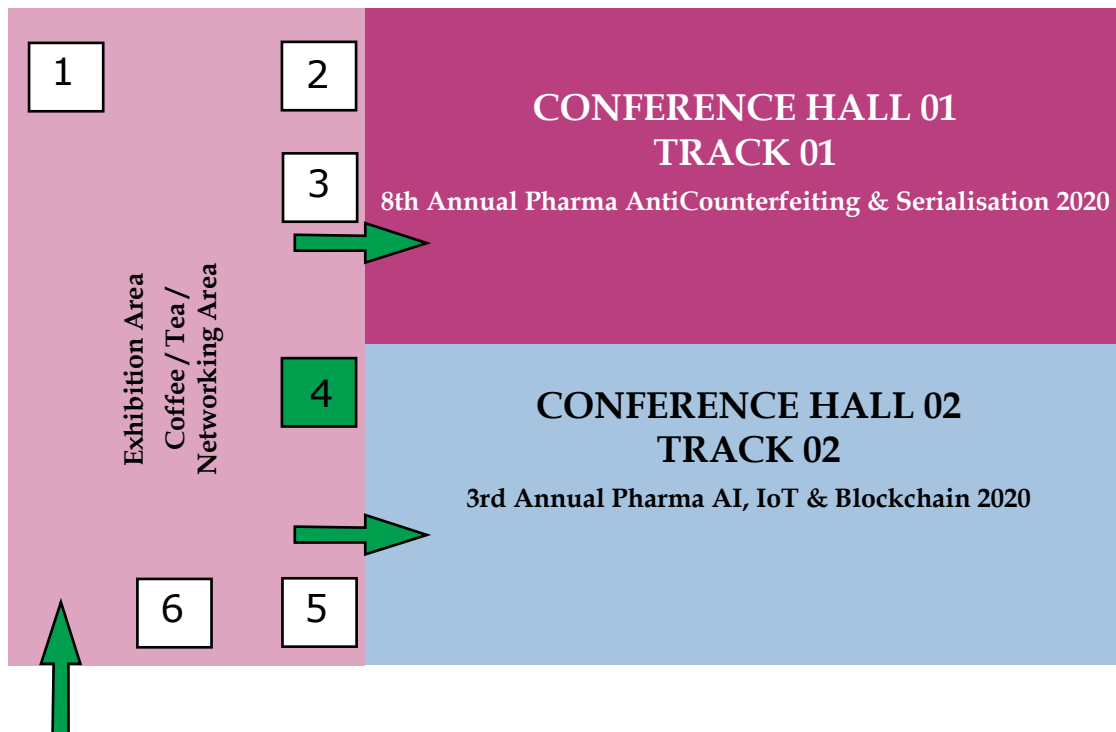 1
2
3
CONFERENCE HALL 01
TRACK 01
8th Annual Pharma AntiCounterfeiting & Serialisation 2020
Exhibition Area
Coffee / Tea /
Networking Area
4
CONFERENCE HALL 02
TRACK 02
3rd Annual Pharma AI, IoT & Blockchain 2020
6
5